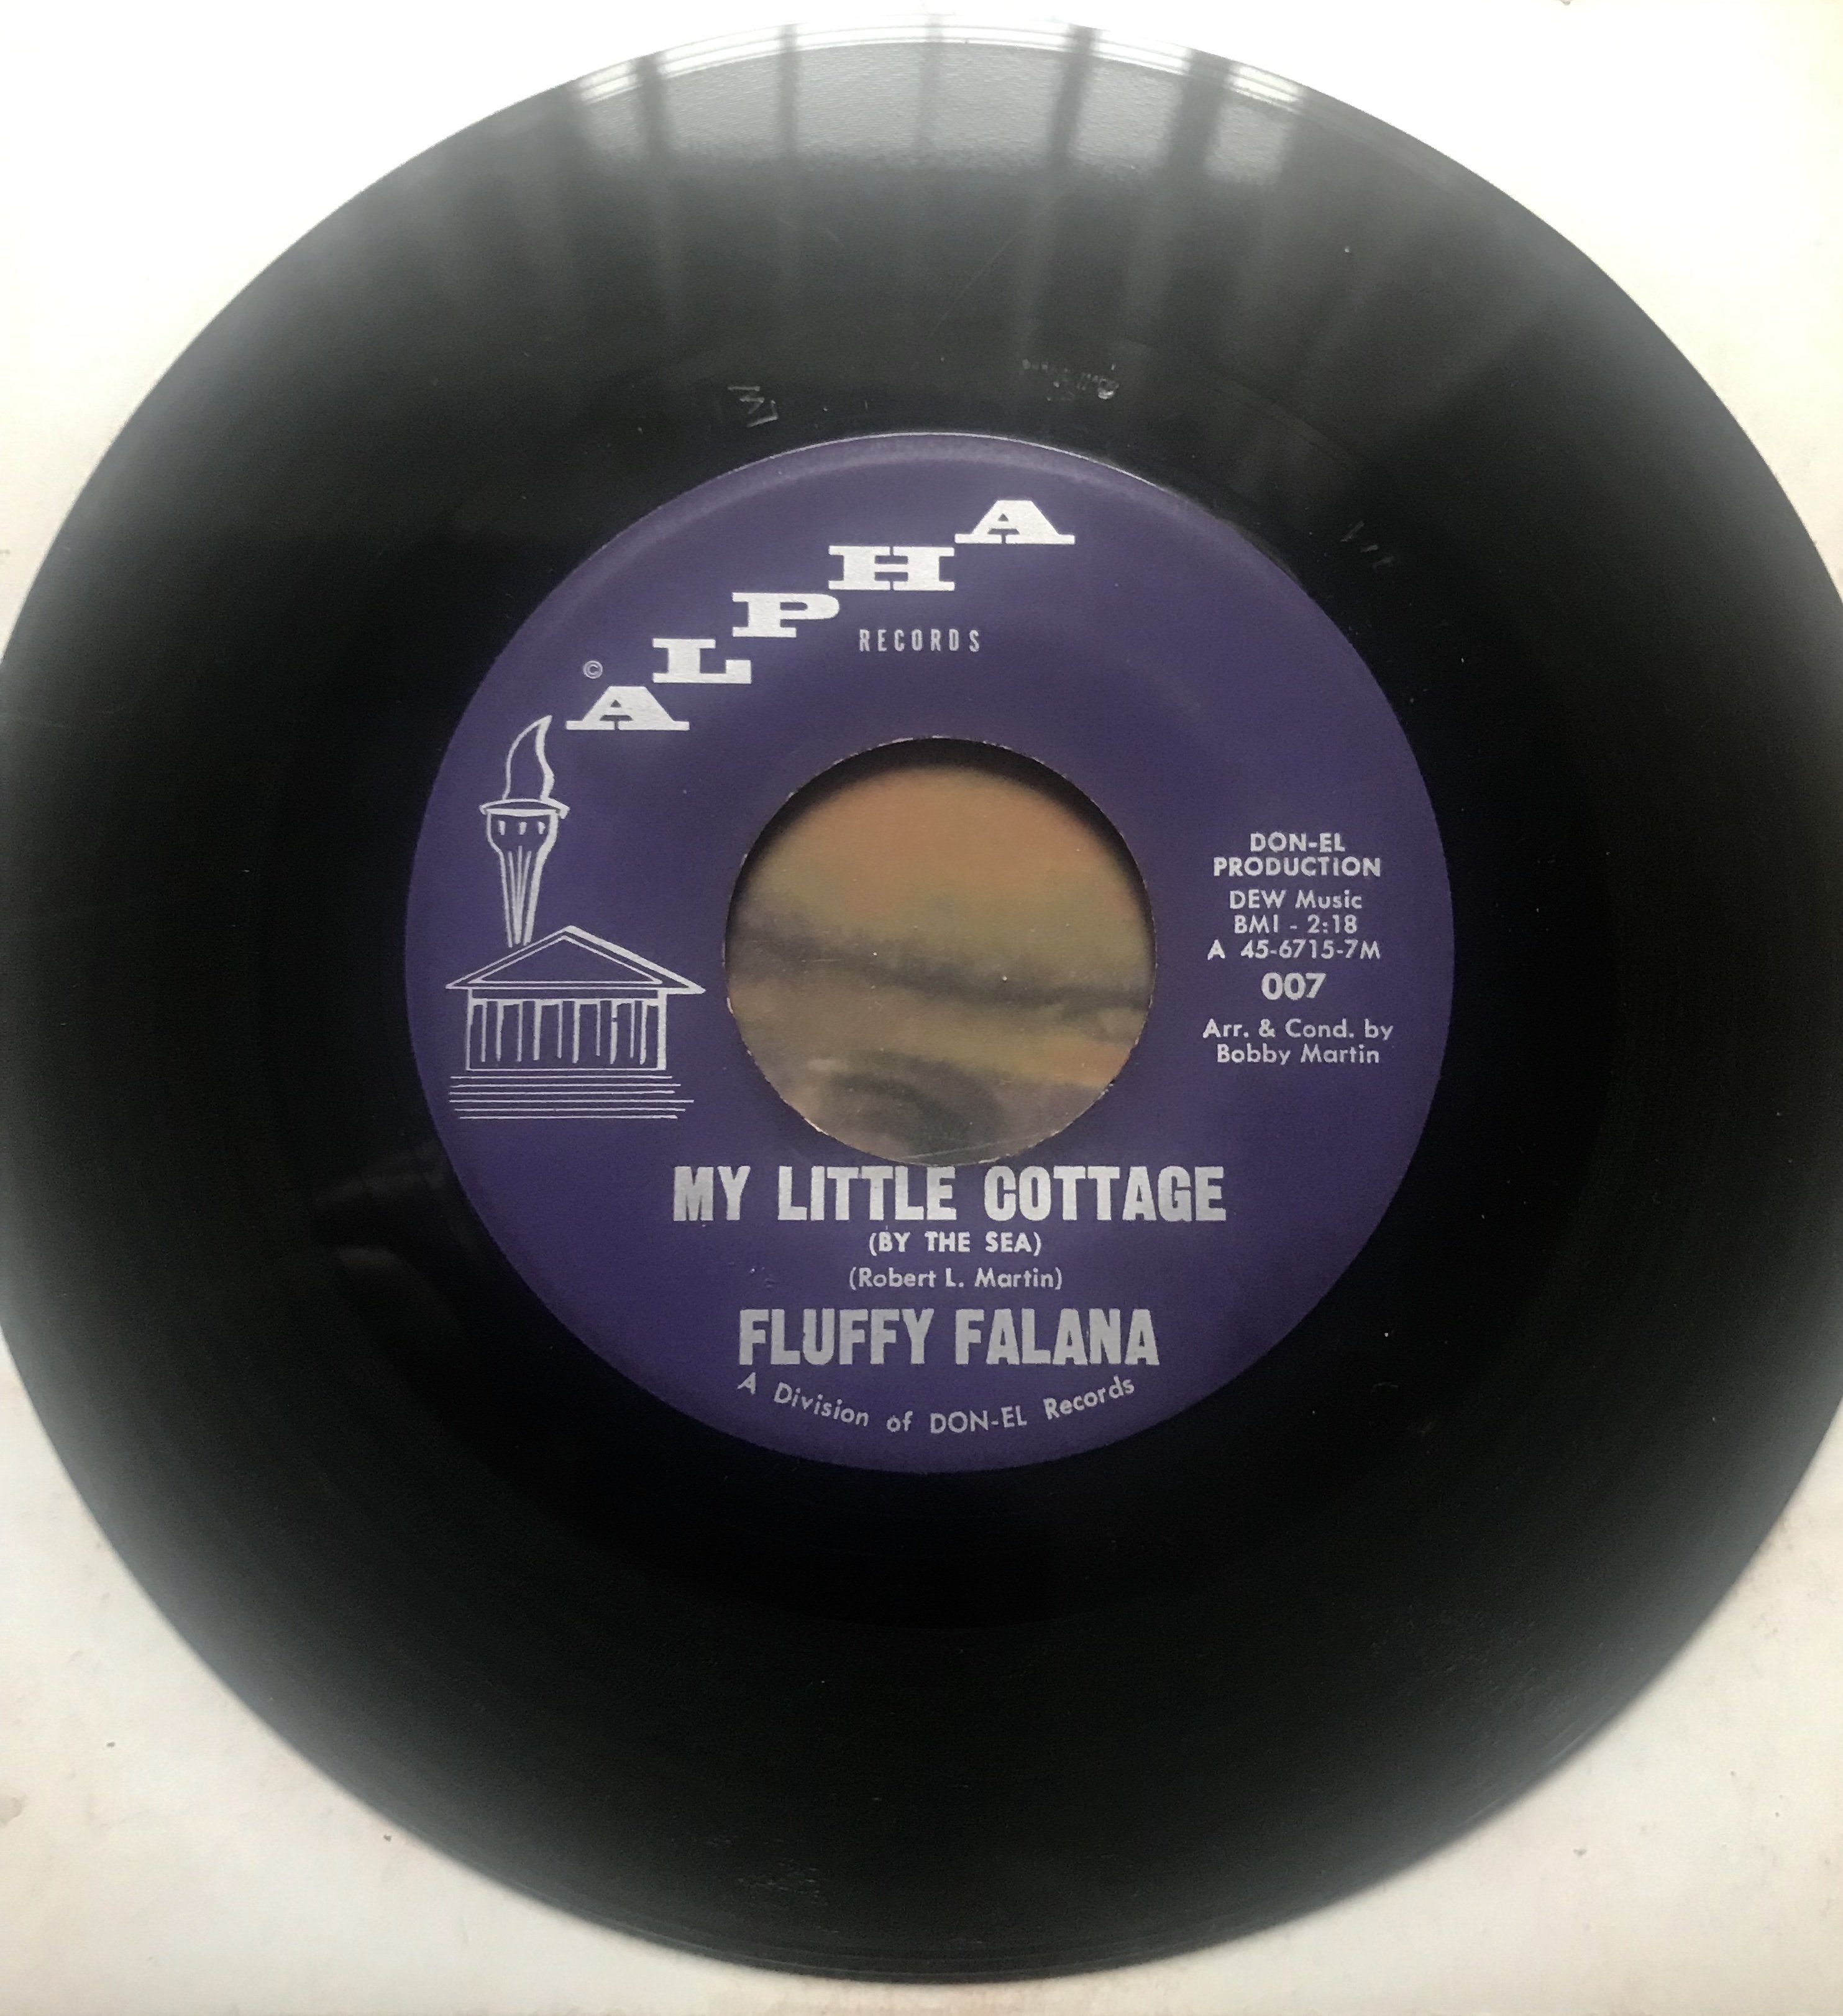 ALPHA
RECORDS
©
DON-EL
PRODUCTION
DEW Music
BMI - 2:18
A 45-6715-7M
007
Arr. & Cond. by
Bobby Martin
MY LITTLE COTTAGE
(BY THE SEA)
(Robert L. Martin)
FLUFFY FALANA
A Division of DON-EL Records